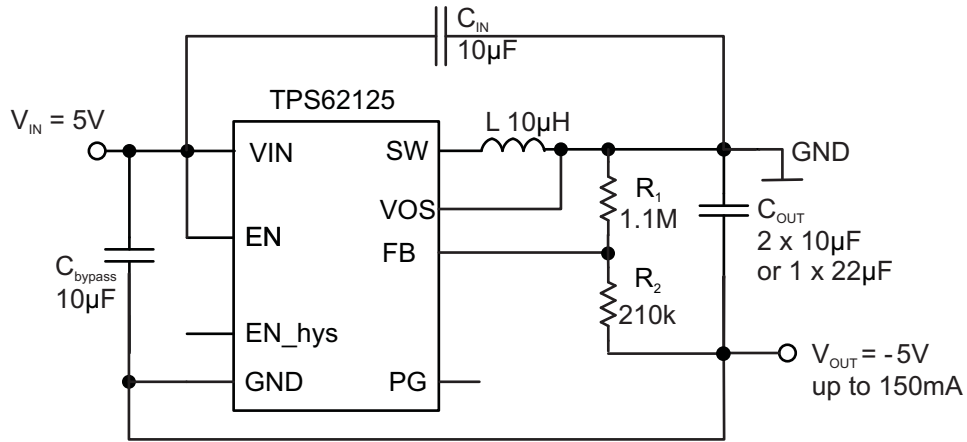 C_IN
10µF
TPS62125
V_IN = 5V
L 10µH
VIN
SW
GND
R_1
1.1M
VOS
C_OUT
2 x 10µF
or 1 x 22µF
EN
FB
C_bypass
10µF
R_2
210k
EN_hys
V_OUT = -5V
up to 150mA
GND
PG